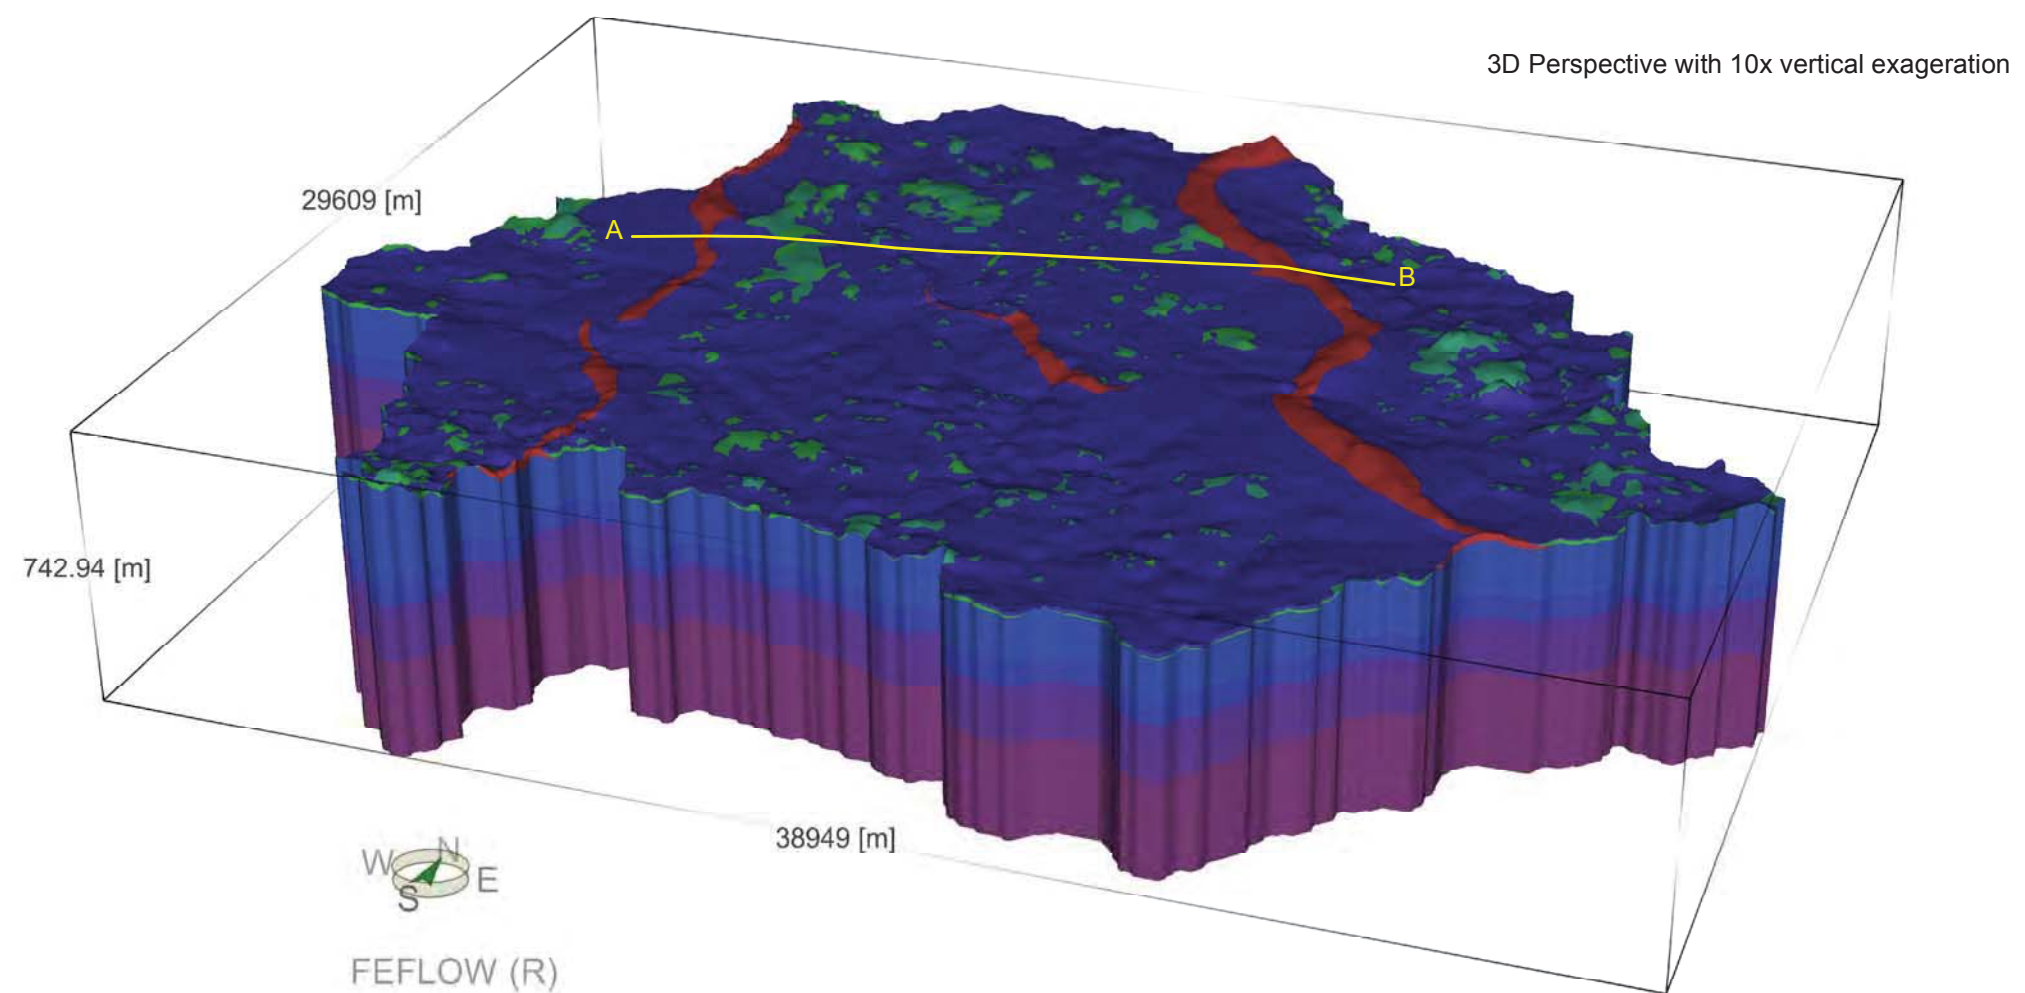 3D Perspective with 10x vertical exageration
29609 [m]
A
B
742.94 [m]
38949 [m]
N
W
E
S
FEFLOW (R)